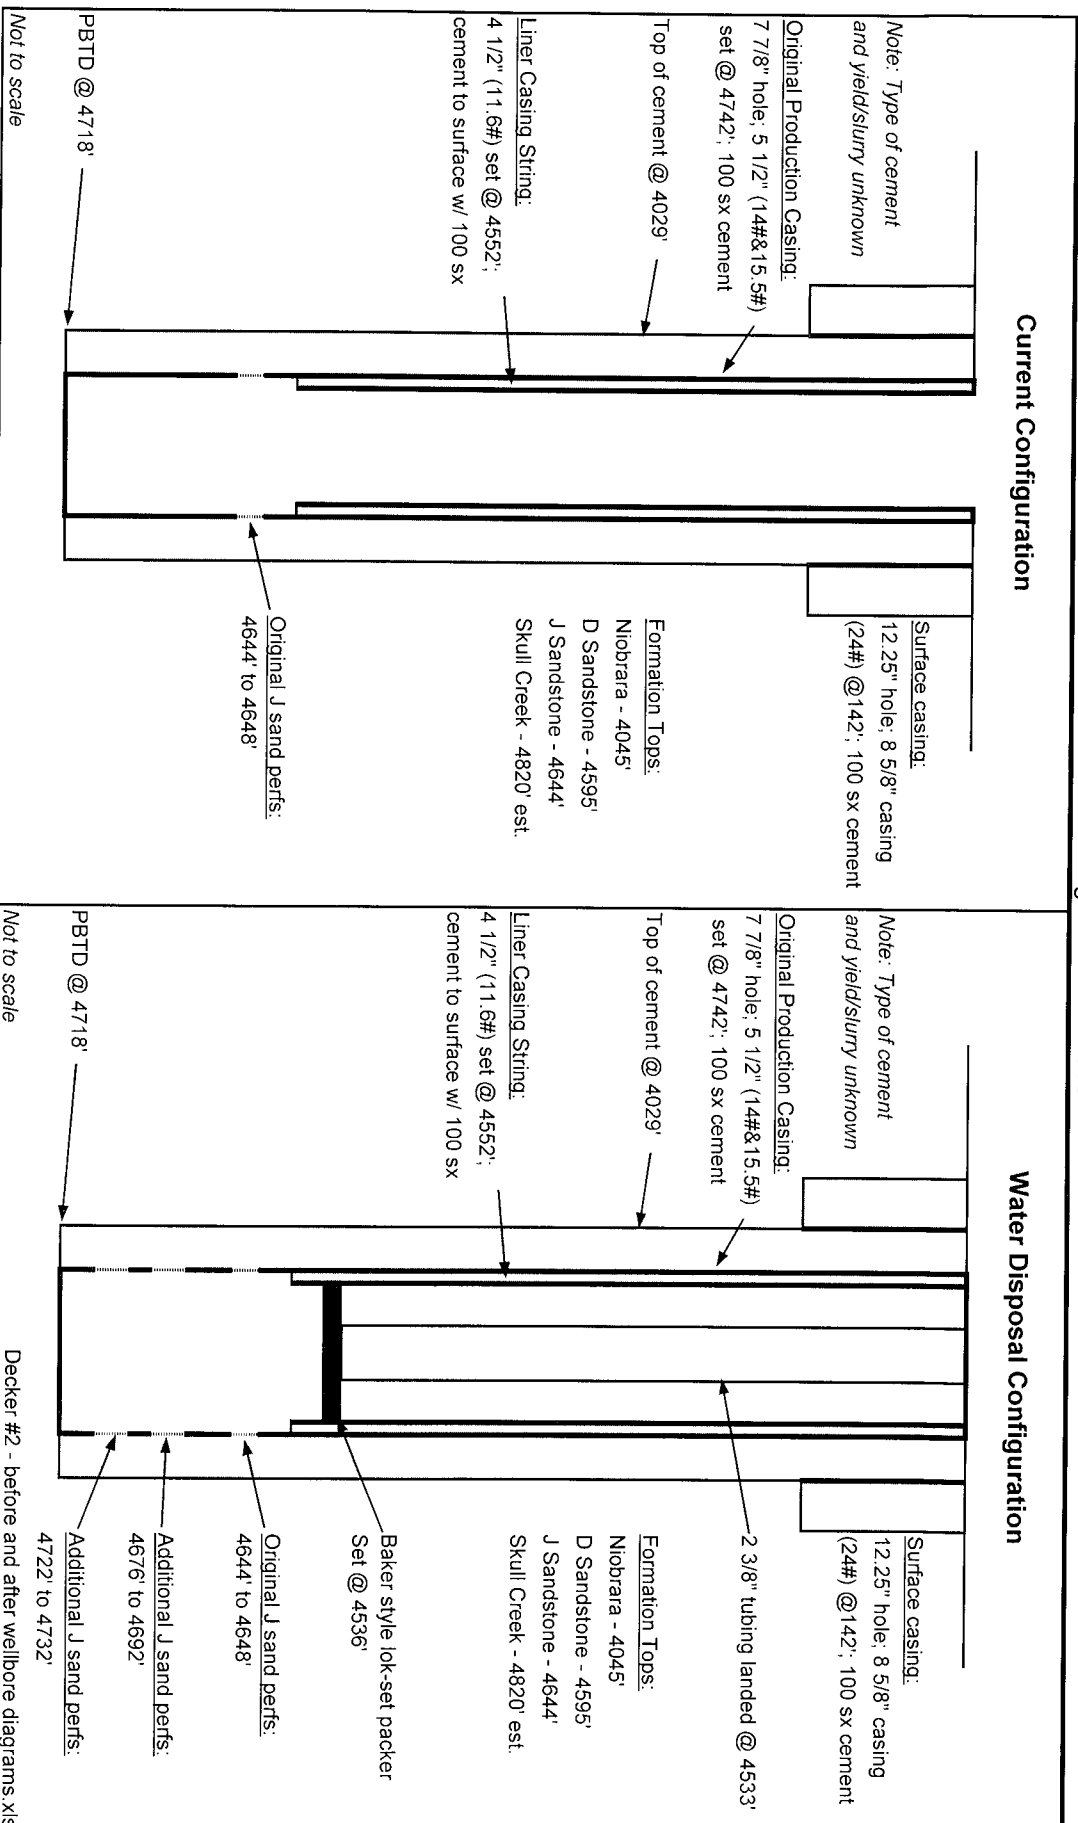 Current Configuration
Note: Type of cement
and yield/slurry unknown
Original Production Casing:
7 7/8" hole; 5 1/2" (14#&15.5#)
set @ 4742'; 100 sx cement
Top of cement @ 4029'
Liner Casing String:
4 1/2" (11.6#) set @ 4552';
cement to surface w/ 100 sx
PBTD @ 4718'
Not to scale
Surface casing:
12.25" hole; 8 5/8" casing
(24#) @142'; 100 sx cement
Formation Tops:
Niobrara - 4045'
D Sandstone - 4595'
J Sandstone - 4644'
Skull Creek - 4820' est.
Original J sand perfs:
4644' to 4648'
Water Disposal Configuration
Note: Type of cement
and yield/slurry unknown
Original Production Casing:
7 7/8" hole; 5 1/2" (14#&15.5#)
set @ 4742'; 100 sx cement
Top of cement @ 4029'
Liner Casing String:
4 1/2" (11.6#) set @ 4552';
cement to surface w/ 100 sx
PBTD @ 4718'
Not to scale
Surface casing:
12.25" hole; 8 5/8" casing
(24#) @142'; 100 sx cement
2 3/8" tubing landed @ 4533'
Formation Tops:
Niobrara - 4045'
D Sandstone - 4595'
J Sandstone - 4644'
Skull Creek - 4820' est.
Baker style lok-set packer
Set @ 4536'
Original J sand perfs:
4644' to 4648'
Additional J sand perfs:
4676' to 4692'
Additional J sand perfs:
4722' to 4732'
Decker #2 - before and after wellbore diagrams.xls